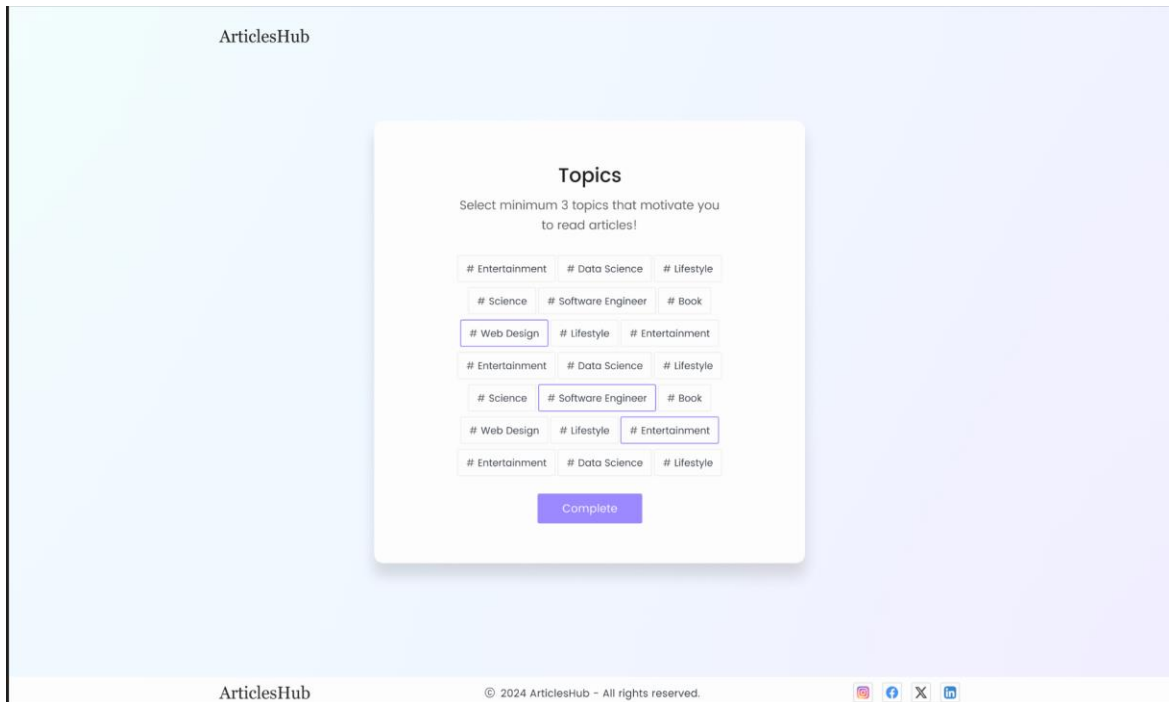 ArticlesHub
Topics
Select minimum 3 topics that motivate you
to read articles!
# Entertainment # Data Science # Lifestyle
# Science # Software Engineer # Book
# Web Design # Lifestyle # Entertainment
# Entertainment # Data Science # Lifestyle
# Science # Software Engineer # Book
# Web Design # Lifestyle # Entertainment
# Entertainment # Data Science # Lifestyle
Complete
ArticlesHub © 2024 ArticlesHub - All rights reserved.